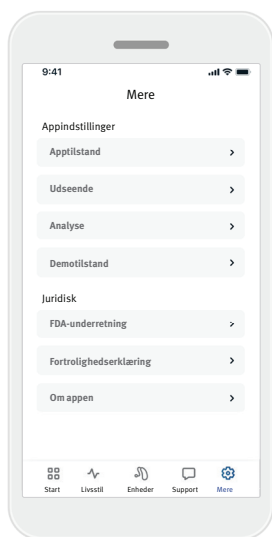 9:41
Mere
Appindstillinger
Apptilstand
Udseende
Analyse
Demotilstand
Juridisk
FDA-underretning
Fortrolighedserklæring
Om appen
Start Livsstil Enheder Support Mere